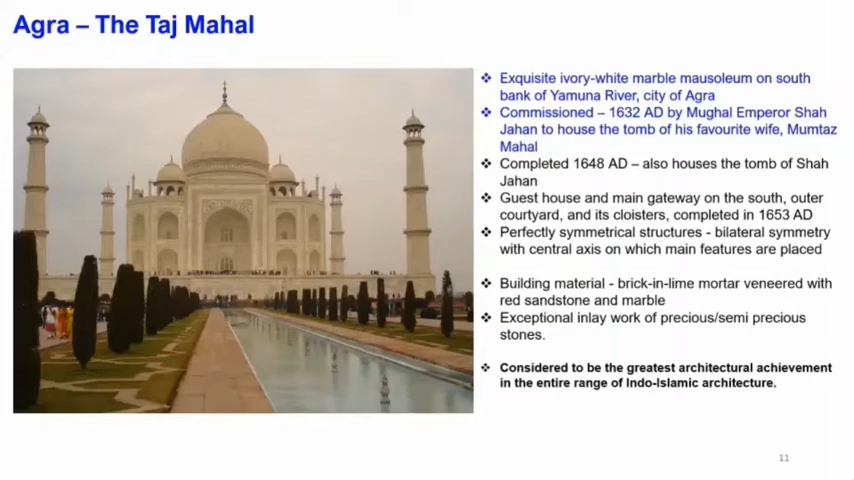 Agra – The Taj Mahal
❖ Exquisite ivory-white marble mausoleum on south
bank of Yamuna River, city of Agra
❖ Commissioned – 1632 AD by Mughal Emperor Shah
Jahan to house the tomb of his favourite wife, Mumtaz
Mahal
❖ Completed 1648 AD – also houses the tomb of Shah
Jahan
❖ Guest house and main gateway on the south, outer
courtyard, and its cloisters, completed in 1653 AD
❖ Perfectly symmetrical structures - bilateral symmetry
with central axis on which main features are placed
❖ Building material - brick-in-lime mortar veneered with
red sandstone and marble
❖ Exceptional inlay work of precious/semi precious
stones.
❖ Considered to be the greatest architectural achievement
in the entire range of Indo-Islamic architecture.
11